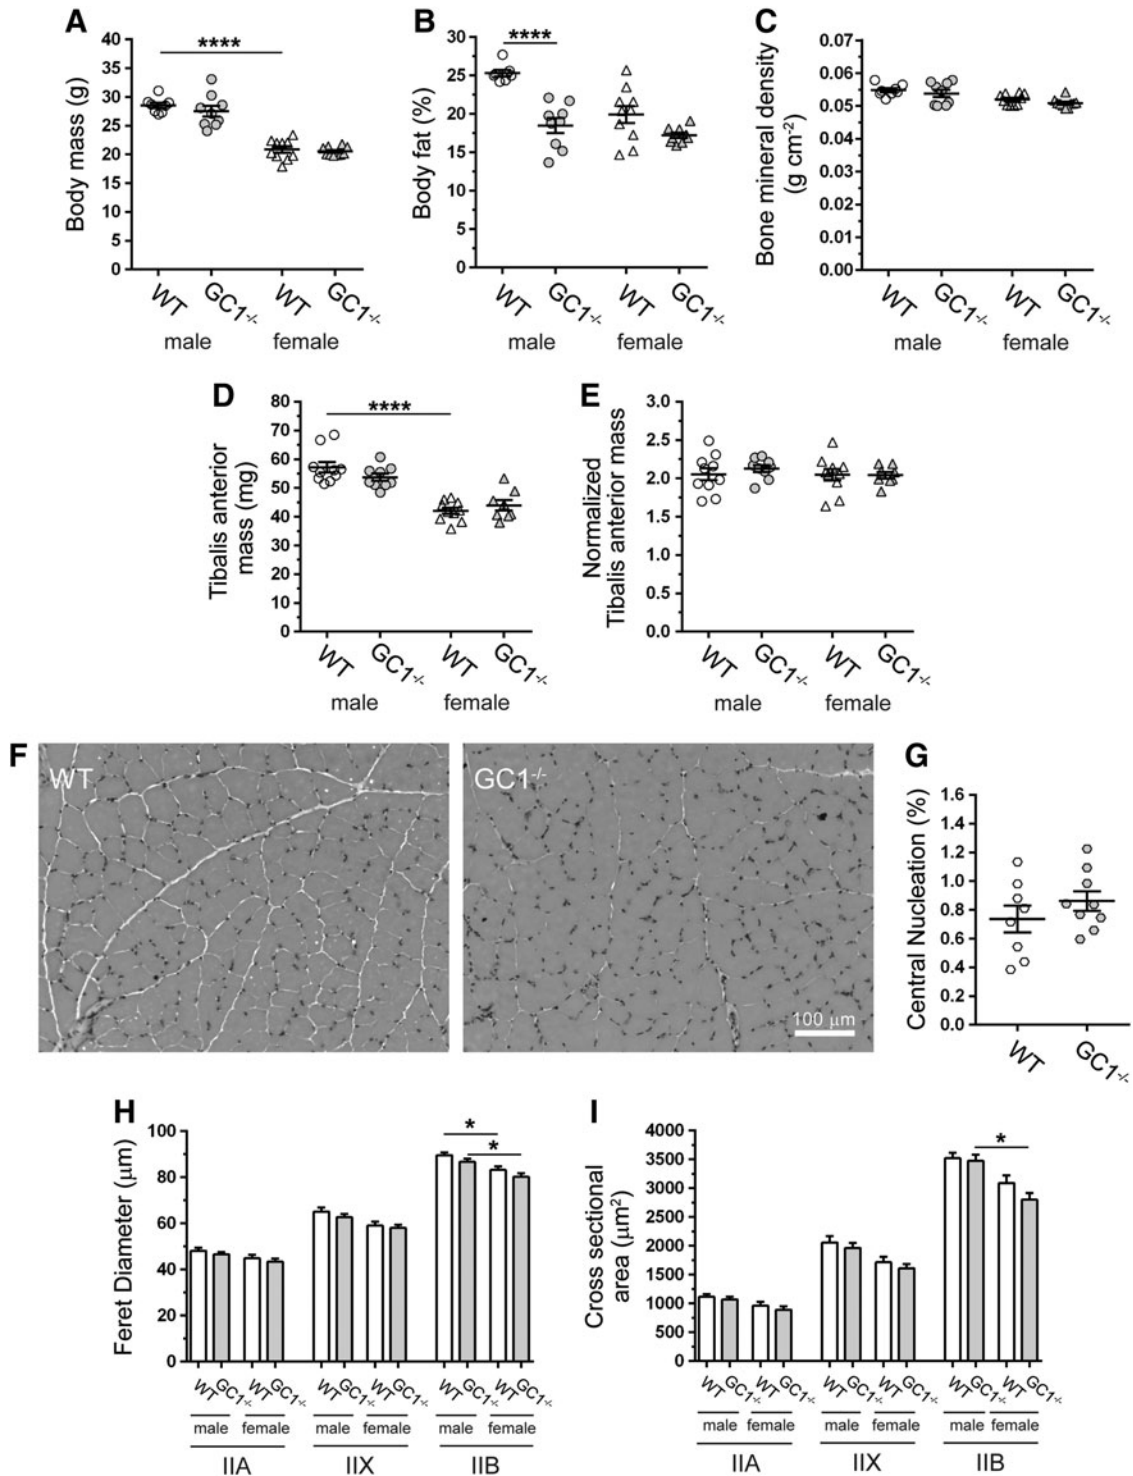 A
Body mass (g)
40
35
30
25
20
15
10
5
0
****
WT
GC1-/-
WT
GC1-/-
male
female
B
Body fat (%)
30
25
20
15
10
5
0
****
WT
GC1-/-
WT
GC1-/-
male
female
C
Bone mineral density
(g cm-2)
0.07
0.06
0.05
0.04
0.03
0.02
0.01
0.00
WT
GC1-/-
WT
GC1-/-
male
female
D
Tibalis anterior
mass (mg)
80
70
60
50
40
30
20
10
0
****
WT
GC1-/-
WT
GC1-/-
male
female
E
Normalized
Tibalis anterior mass
3.0
2.5
2.0
1.5
1.0
0.5
0.0
WT
GC1-/-
WT
GC1-/-
male
female
F
WT
GC1-/-
100 µm
G
Central Nucleation (%)
1.6
1.4
1.2
1.0
0.8
0.6
0.4
0.2
0.0
WT
GC1-/-
H
Feret Diameter (µm)
100
80
60
40
20
0
*
*
WT GC1-/- WT GC1-/- WT GC1-/- WT GC1-/- WT GC1-/- WT GC1-/-
male female male female male female
IIA IIX IIB
I
Cross sectional
area (µm2)
4000
3500
3000
2500
2000
1500
1000
500
0
*
WT GC1-/- WT GC1-/- WT GC1-/- WT GC1-/- WT GC1-/- WT GC1-/-
male female male female male female
IIA IIX IIB